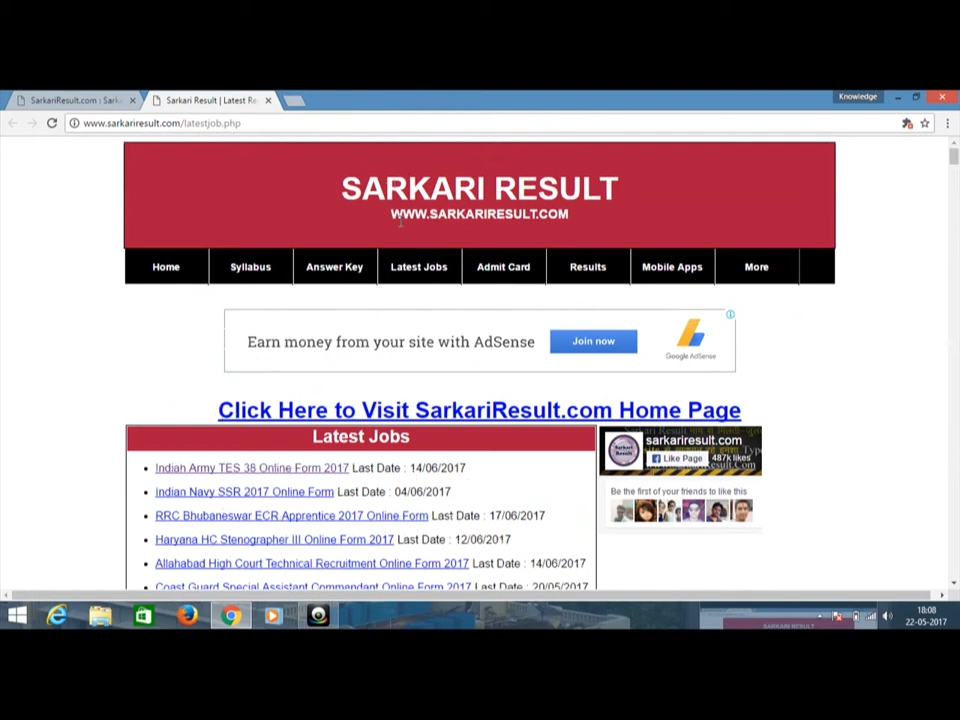 SarkariResult.com : Sarka
Sarkari Result | Latest Re
Knowledge
www.sarkariresult.com/latestjob.php
SARKARI RESULT
WWW.SARKARIRESULT.COM
Home Syllabus Answer Key Latest Jobs Admit Card Results Mobile Apps More
Earn money from your site with AdSense Join now
Google AdSense
Click Here to Visit SarkariResult.com Home Page
Latest Jobs
Indian Army TES 38 Online Form 2017 Last Date : 14/06/2017
Indian Navy SSR 2017 Online Form Last Date : 04/06/2017
RRC Bhubaneswar ECR Apprentice 2017 Online Form Last Date : 17/06/2017
Haryana HC Stenographer III Online Form 2017 Last Date : 12/06/2017
Allahabad High Court Technical Recruitment Online Form Last Date : 14/06/2017
Coast Guard Special Assistant Commandant Online Form 2017 Last Date : 20/05/2017
sarkariresult.com
Like Page 487k likes
Be the first of your friends to like this
SARKARI RESULT
18:08
22-05-2017